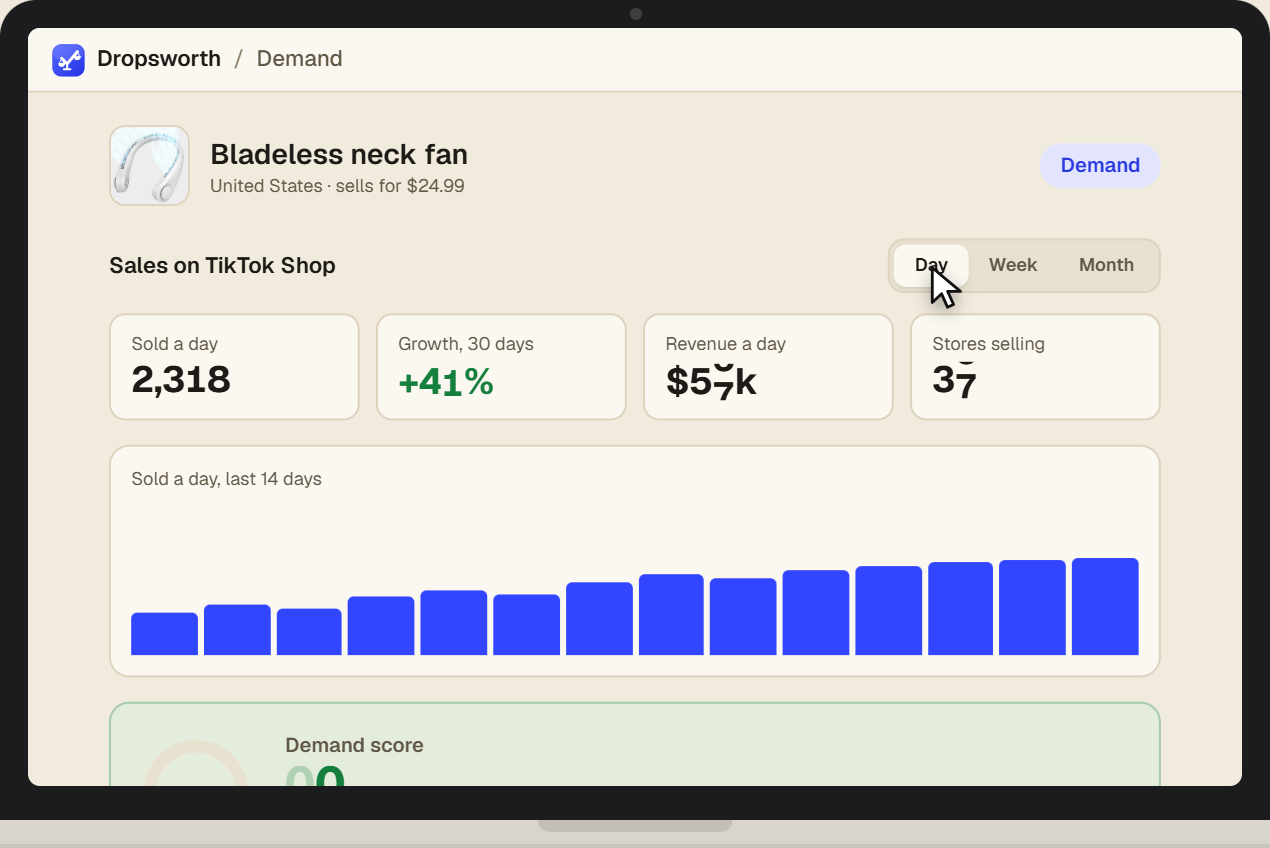 Dropsworth / Demand
Bladeless neck fan
United States · sells for $24.99
Demand
Sales on TikTok Shop
Day Week Month
Sold a day
2,318
Growth, 30 days
+41%
Revenue a day
Stores selling
Sold a day, last 14 days
Demand score